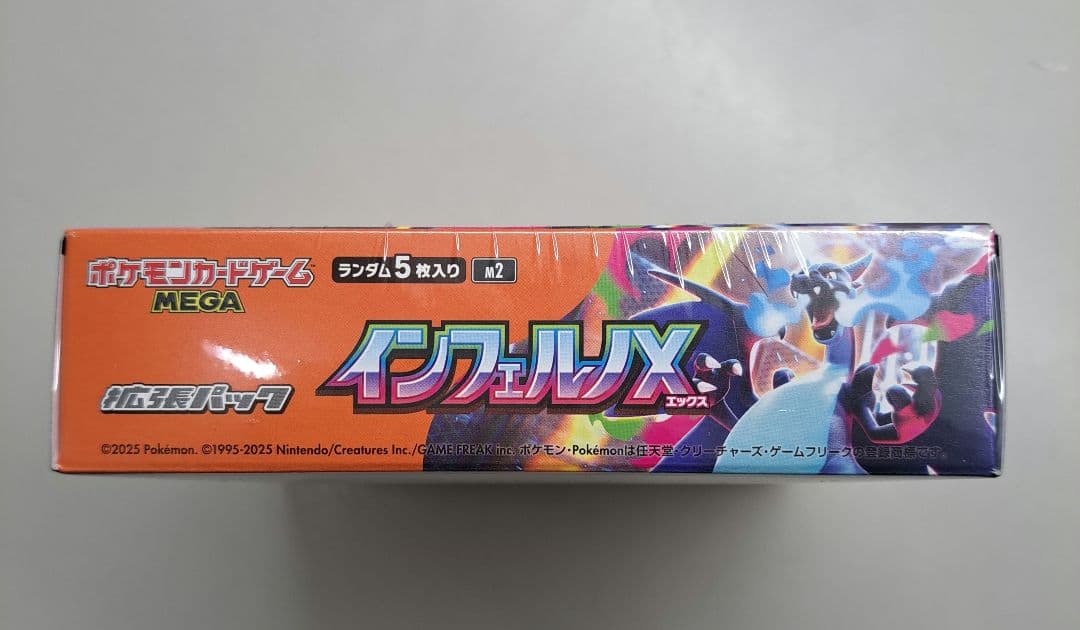 ポケモンカードゲーム™
MEGA
ランダム5枚入り M2
インフェルノX
エックス
拡張パック
©2025 Pokémon. ©1995-2025 Nintendo/Creatures Inc./GAME FREAK inc. ポケモン・Pokémonは任天堂・クリーチャーズ・ゲームフリークの登録商標です。